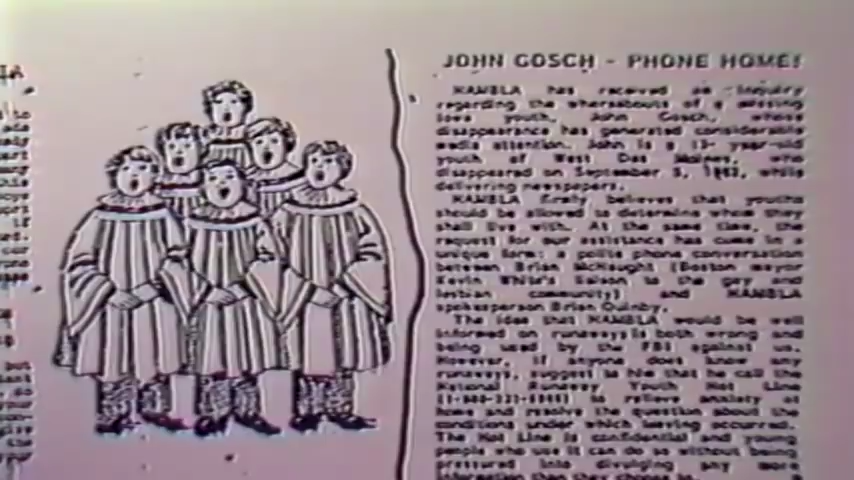 JOHN GOSCH - PHONE HOME!
NAMBLA has received an inquiry
regarding the whereabouts of a missing
Iowa youth, John Gosch, whose
disappearance has generated considerable
media attention. John is a 13- year-old
youth of West Des Moines, who
disappeared on September 5, 1982, while
delivering newspapers.
NAMBLA firmly believes that youths
should be allowed to determine whom they
shall live with. At the same time, the
request for our assistance has come in a
unique form: a polite phone conversation
between Brian McNaught (Boston mayor
Kevin White's liaison to the gay and
lesbian community) and NAMBLA
spokesperson Brian Quinby.
The idea that NAMBLA would be well
informed on runaways is both wrong and
being used by the FBI against us.
However, if anyone does know any
runaways, suggest to him that he call the
National Runaway Youth Hot Line
to relieve anxiety at
home and resolve the question about the
conditions under which leaving occurred.
The Hot Line is confidential and young
people who use it can do so without being
pressured into divulging any more
information than they choose to.